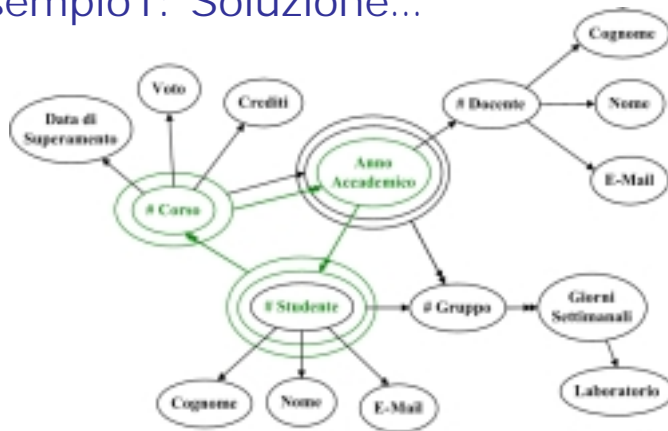 sempio1: Soluzione...
Cognome
Voto
Crediti
# Docente
Nome
Data di
Superamento
Anno
Accademico
E-Mail
# Corso
# Studente
# Gruppo
Giorni
Settimanali
Cognome
Nome
E-Mail
Laboratorio